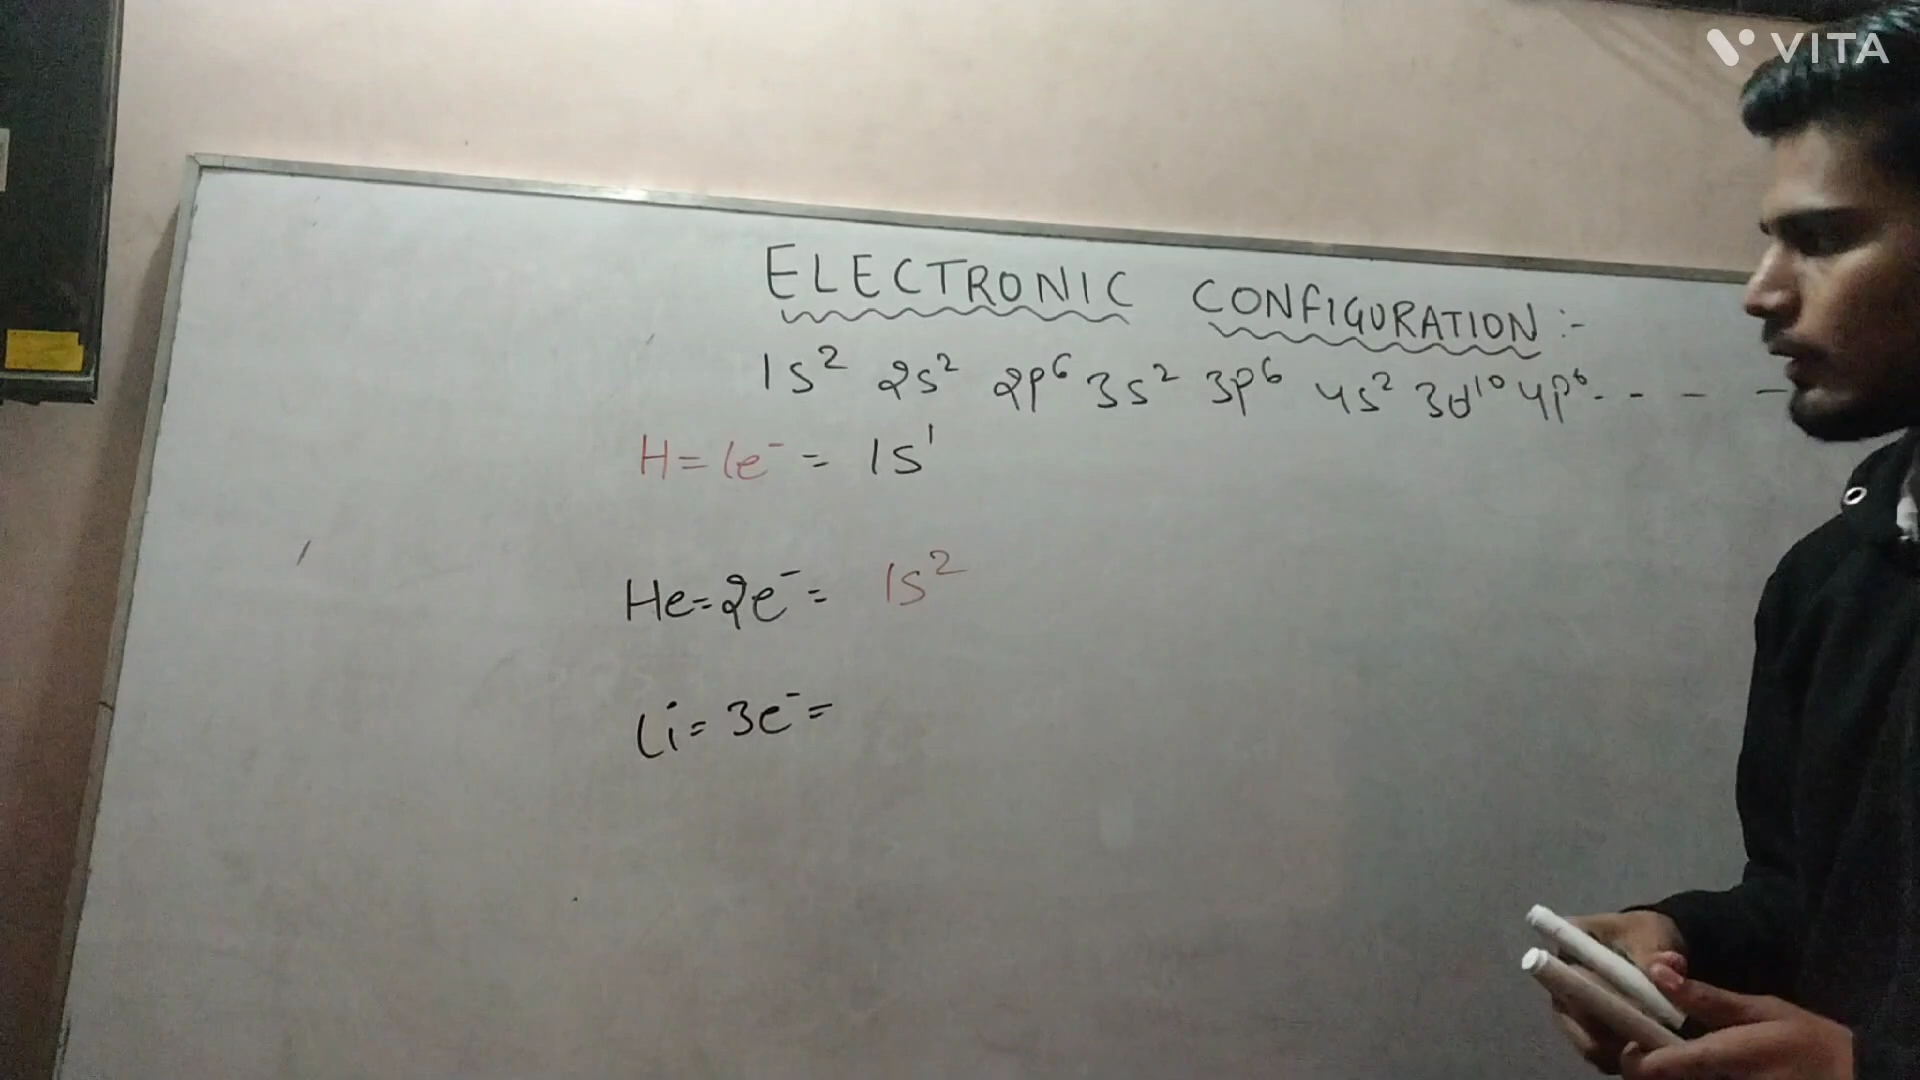 VITA
ELECTRONIC CONFIGURATION :-
1s² 2s² 2p⁶ 3s² 3p⁶ 4s² 3d¹⁰ 4p⁶ - - - -
H = 1e⁻ = 1s¹
He = 2e⁻ = 1s²
Li = 3e⁻ =